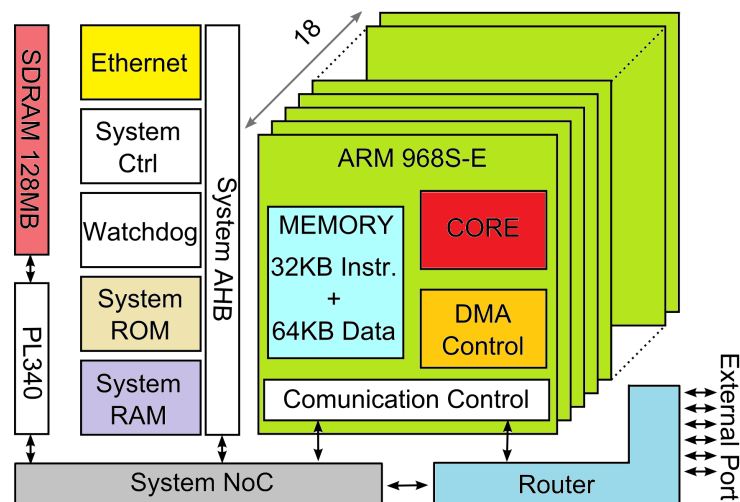 SDRAM 128MB
PL340
Ethernet
System
Ctrl
Watchdog
System
ROM
System
RAM
System AHB
18
ARM 968S-E
MEMORY
32KB Instr.
+
64KB Data
CORE
DMA
Control
Comunication Control
System NoC
Router
External Port